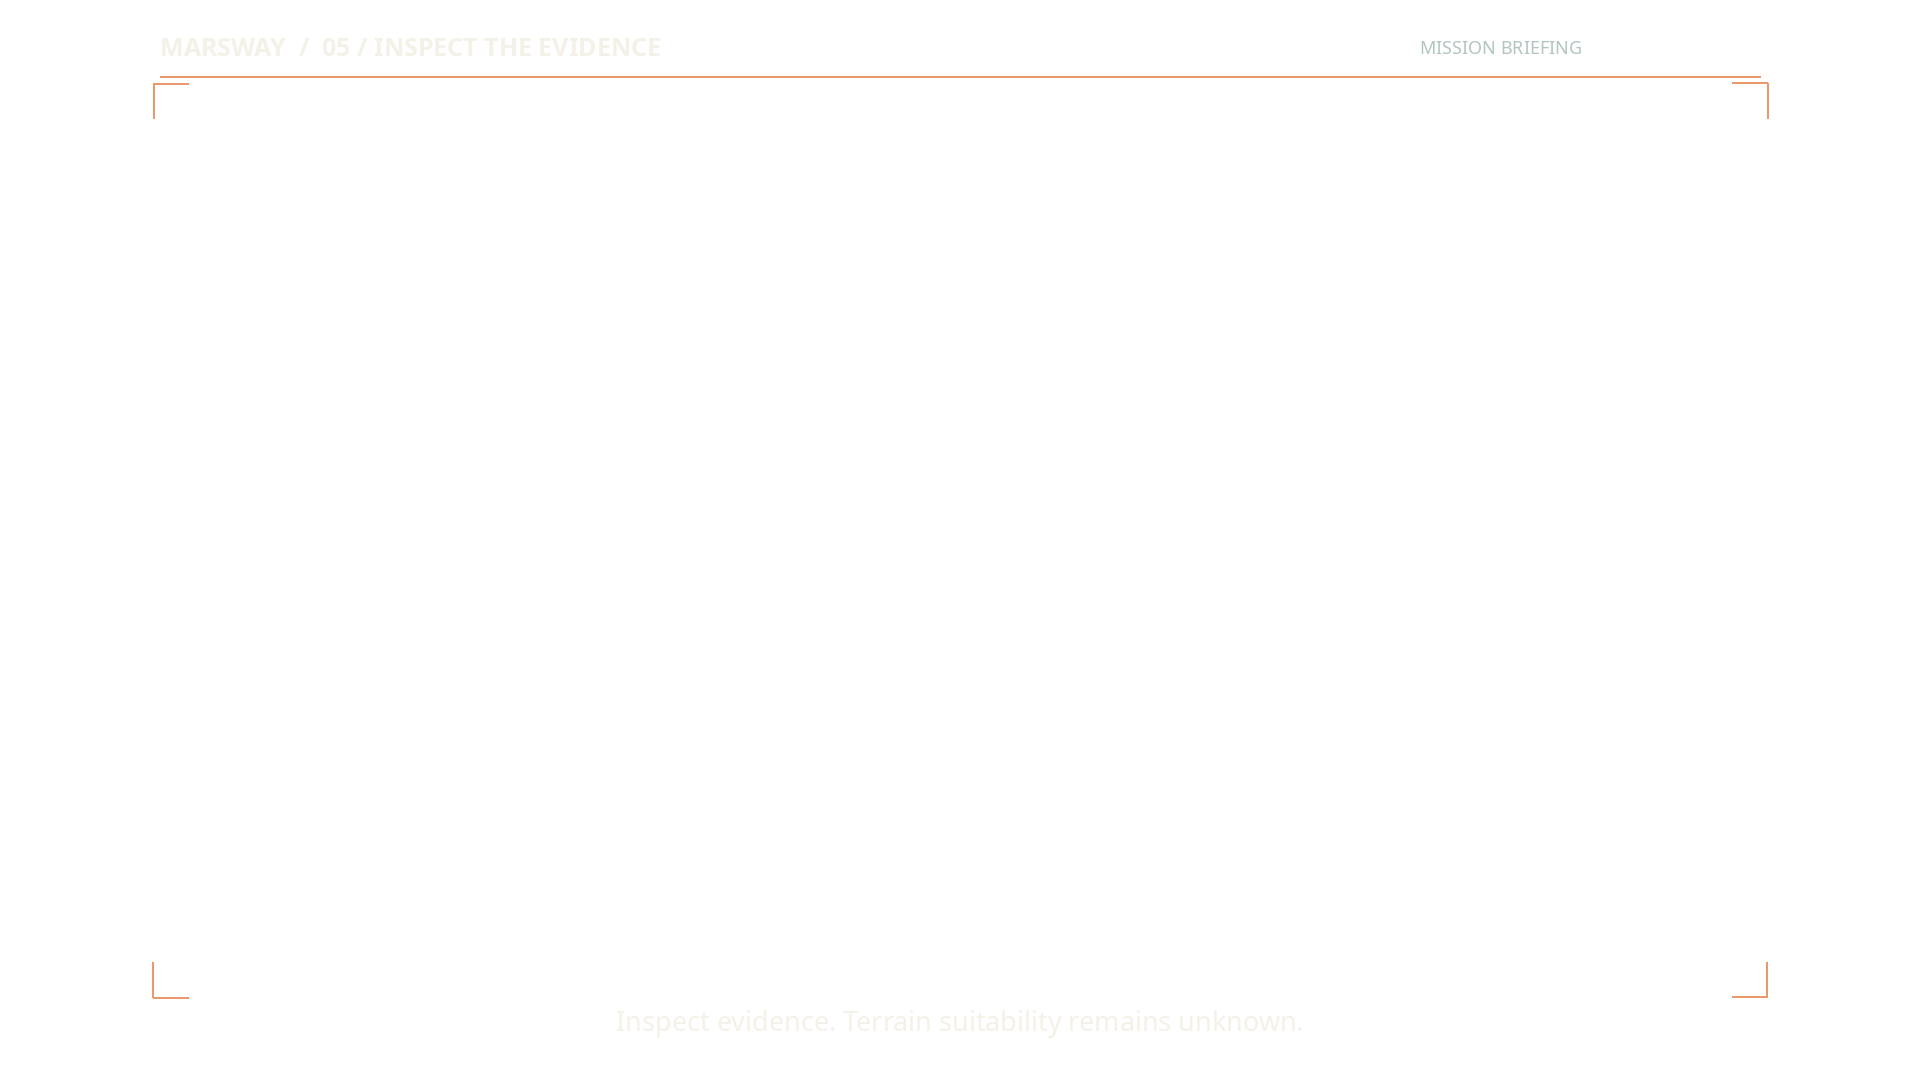 MARSWAY / 05 / INSPECT THE EVIDENCE
MISSION BRIEFING
Inspect evidence. Terrain suitability remains unknown.